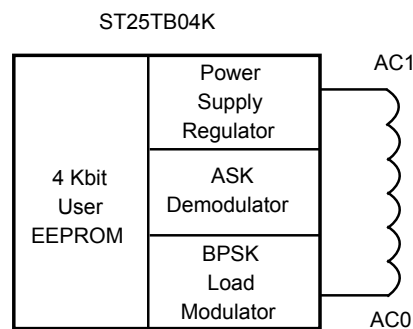 ST25TB04K
Power
Supply
Regulator
AC1
4 Kbit
User
EEPROM
ASK
Demodulator
BPSK
Load
Modulator
AC0